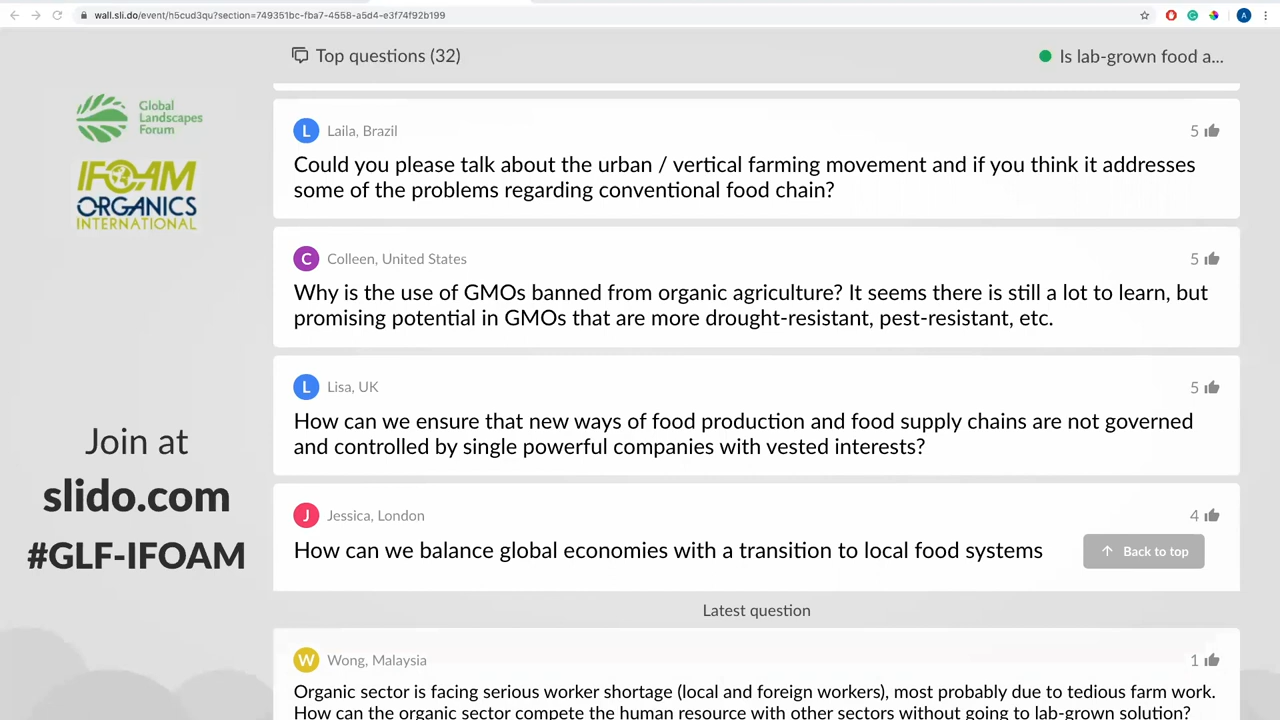 wall.sli.do/event/h5cud3qu?section=749351bc-fba7-4558-a5d4-e3f74f92b199
A
Top questions (32)
Is lab-grown food a...
Global
Landscapes
Forum
IFOAM
ORGANICS
INTERNATIONAL
Join at
slido.com
#GLF-IFOAM
L
Laila, Brazil
5
Could you please talk about the urban / vertical farming movement and if you think it addresses
some of the problems regarding conventional food chain?
C
Colleen, United States
5
Why is the use of GMOs banned from organic agriculture? It seems there is still a lot to learn, but
promising potential in GMOs that are more drought-resistant, pest-resistant, etc.
L
Lisa, UK
5
How can we ensure that new ways of food production and food supply chains are not governed
and controlled by single powerful companies with vested interests?
J
Jessica, London
4
How can we balance global economies with a transition to local food systems
Back to top
Latest question
W
Wong, Malaysia
1
Organic sector is facing serious worker shortage (local and foreign workers), most probably due to tedious farm work.
How can the organic sector compete the human resource with other sectors without going to lab-grown solution?